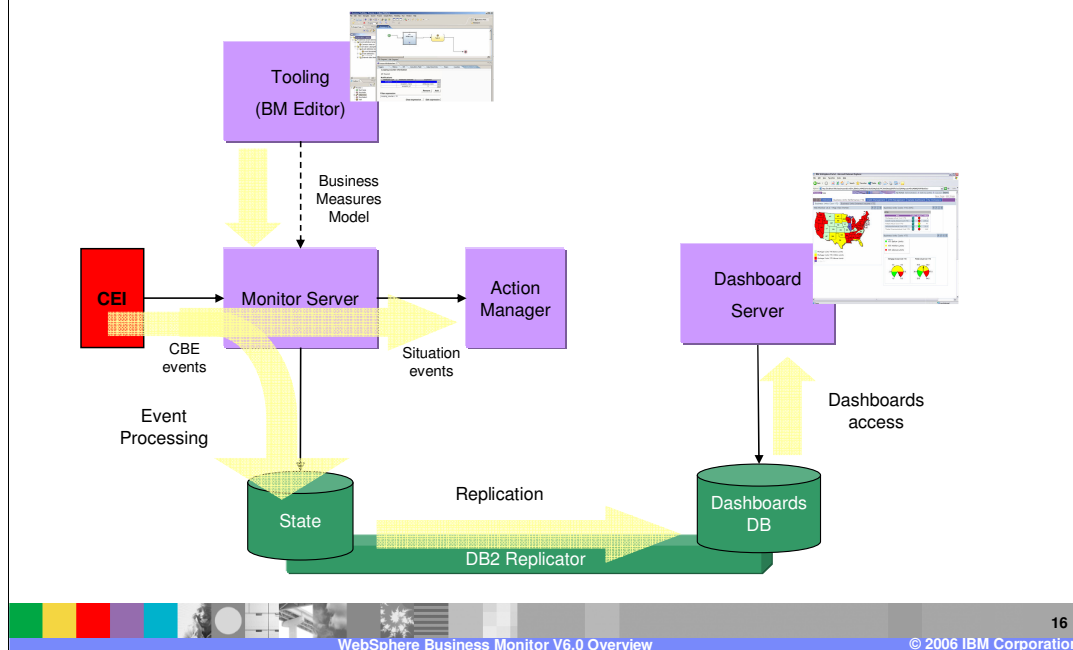 Tooling
(BM Editor)
Business
Measures
Model
CEI
Monitor Server
Action
Manager
Dashboard
Server
CBE
events
Situation
events
Event
Processing
Dashboards
access
State
Replication
Dashboards
DB
DB2 Replicator
16
WebSphere Business Monitor V6.0 Overview
© 2006 IBM Corporation